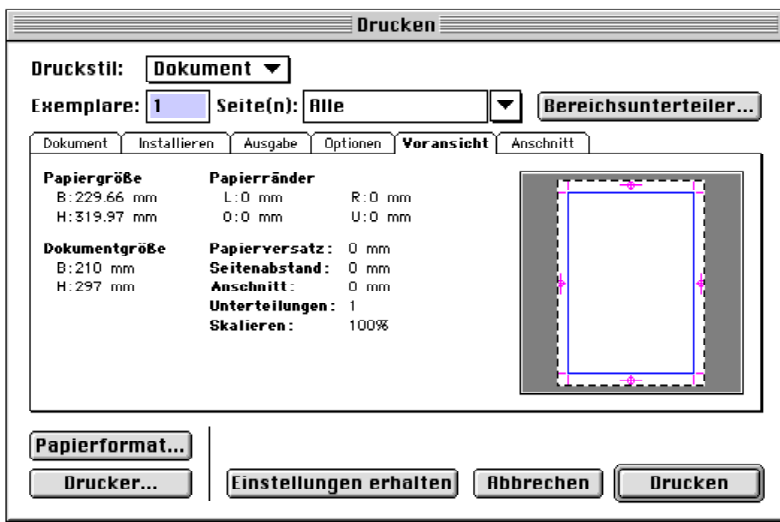 Drucken
Druckstil: Dokument
Exemplare: 1 Seite(n): Alle Bereichsunterteiler...
Dokument Installieren Ausgabe Optionen Voransicht Anschnitt
Papiergröße Papierränder
B:229.66 mm L:0 mm R:0 mm
H:319.97 mm O:0 mm U:0 mm
Dokumentgröße Papierversatz: 0 mm
B:210 mm Seitenabstand: 0 mm
H:297 mm Anschnitt: 0 mm
Unterteilungen: 1
Skalieren: 100%
Papierformat...
Drucker... Einstellungen erhalten Abbrechen Drucken